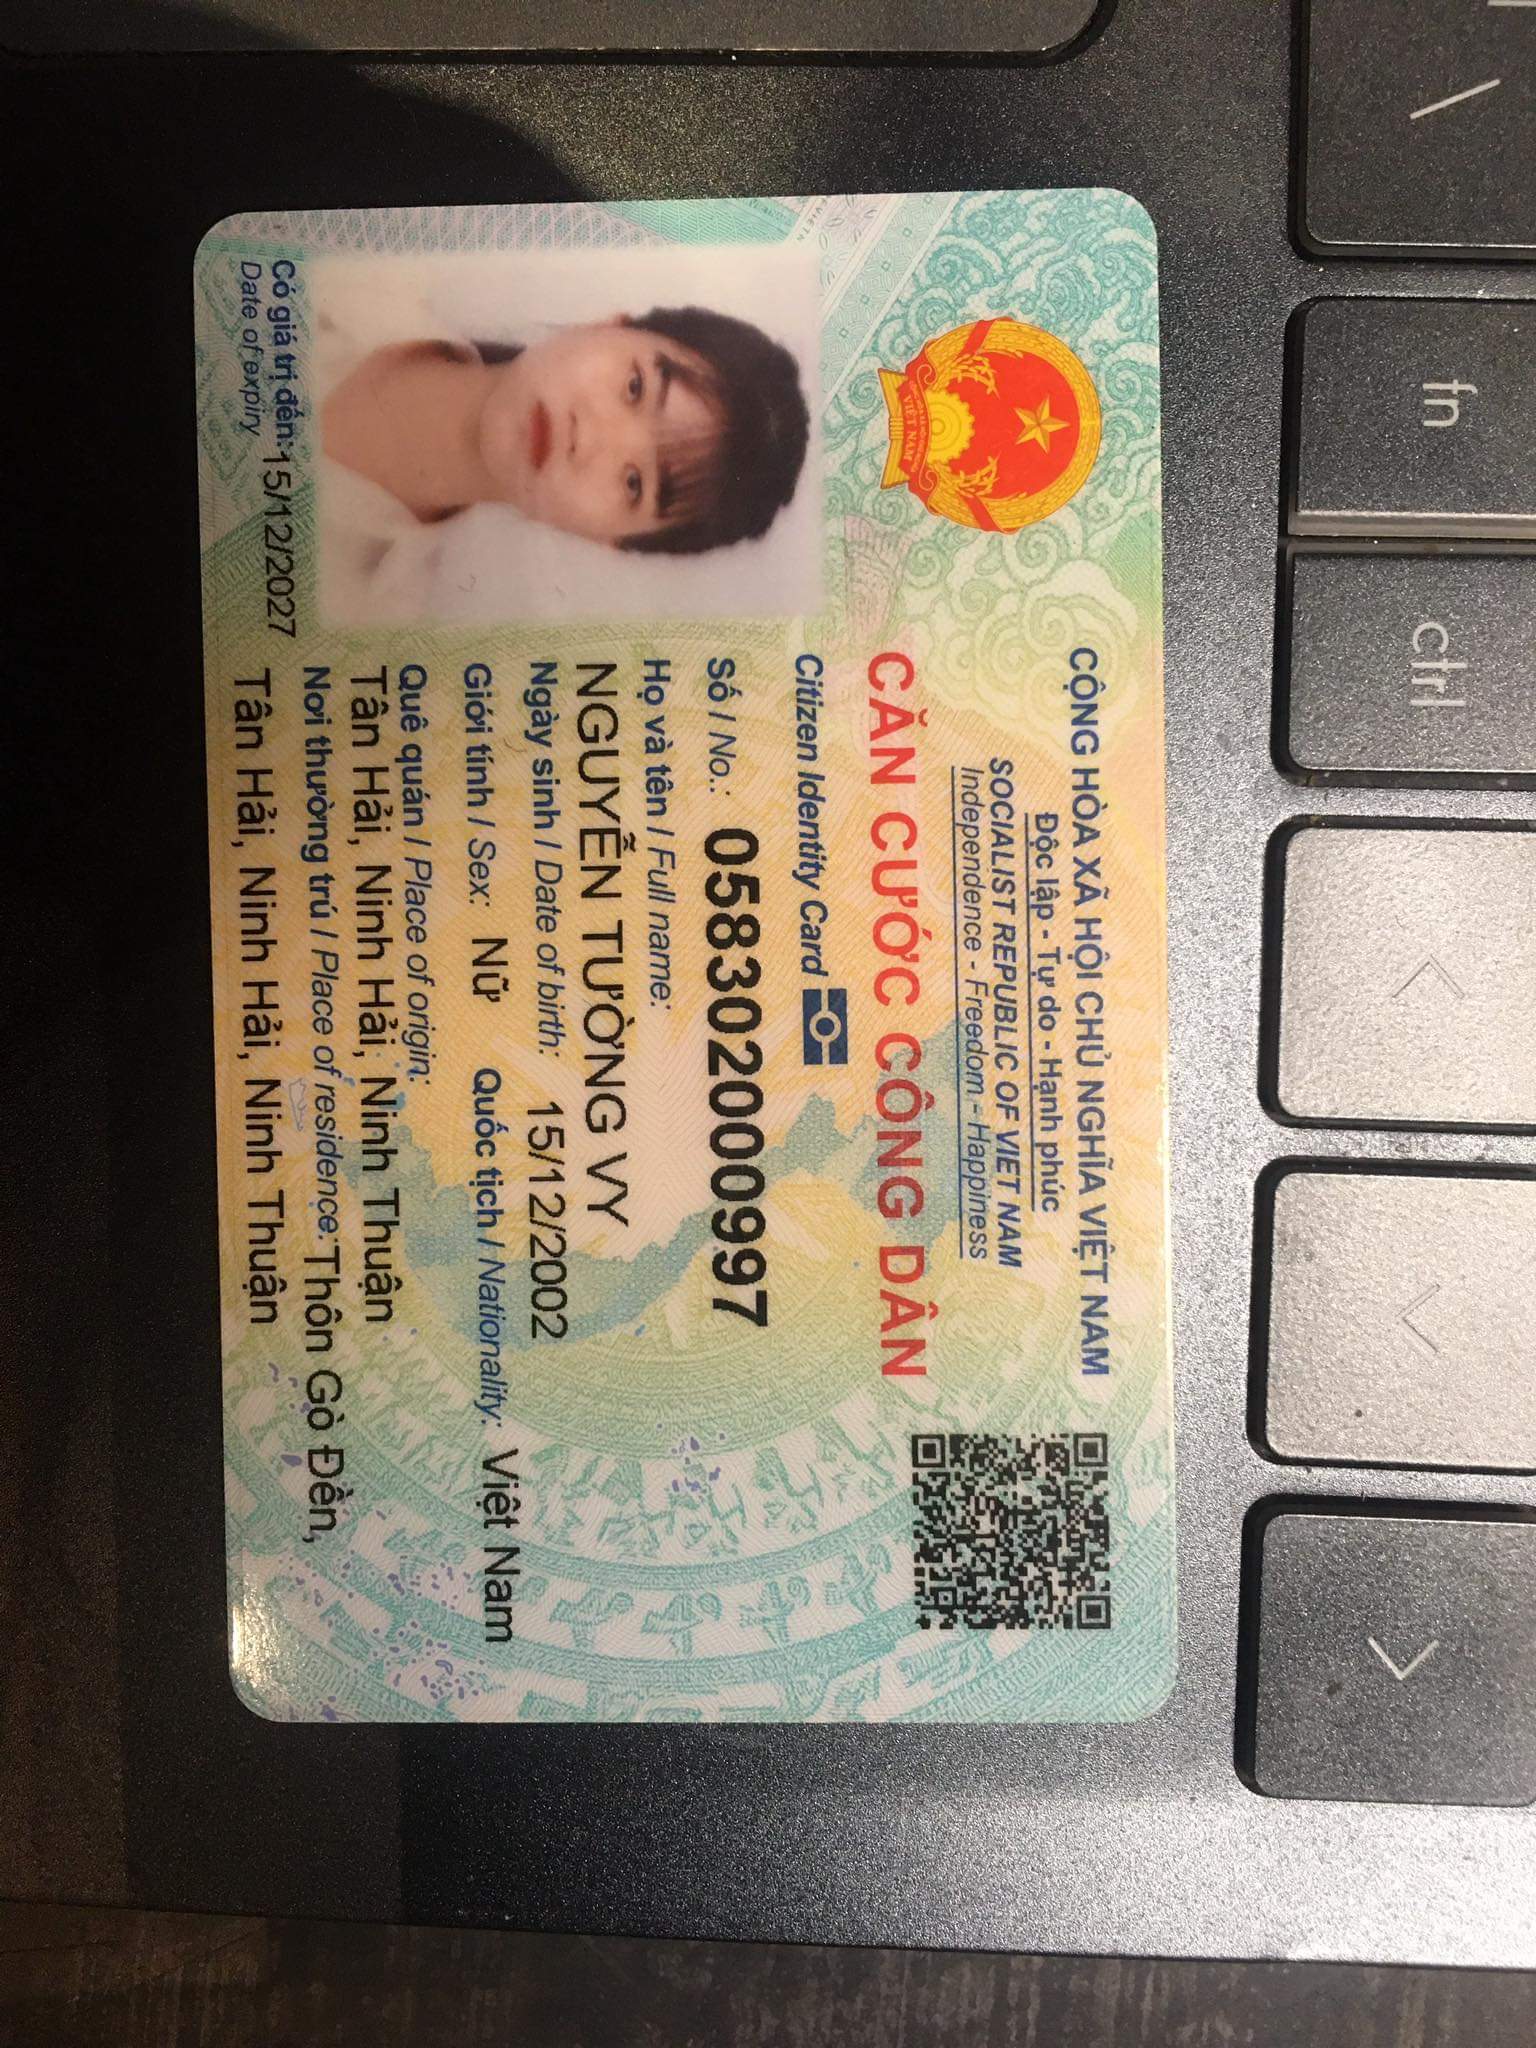 CỘNG HÒA XÃ HỘI CHỦ NGHĨA VIỆT NAM
Độc lập - Tự do - Hạnh phúc
SOCIALIST REPUBLIC OF VIET NAM
Independence - Freedom - Happiness
CĂN CƯỚC CÔNG DÂN
Citizen Identity Card
Số / No.: 058302000997
Họ và tên / Full name:
NGUYỄN TƯỜNG VY
Ngày sinh / Date of birth: 15/12/2002
Giới tính / Sex: Nữ Quốc tịch / Nationality: Việt Nam
Quê quán / Place of origin:
Tân Hải, Ninh Hải, Ninh Thuận
Nơi thường trú / Place of residence: Thôn Gò Đền,
Tân Hải, Ninh Hải, Ninh Thuận
Có giá trị đến: 15/12/2027
Date of expiry
VIỆT NAM
\
fn
ctrl